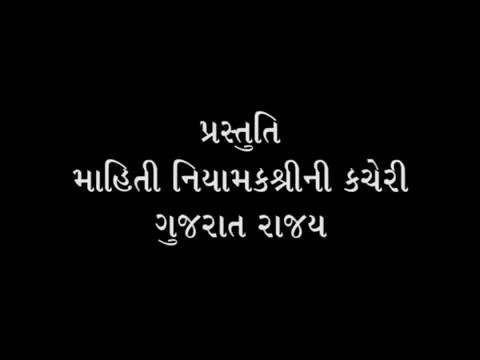 પ્રસ્તુતિ
માહિતી નિયામકશ્રીની કચેરી
ગુજરાત રાજય